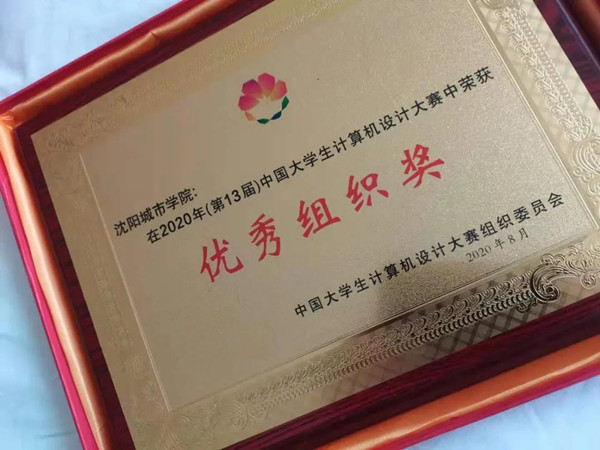 沈阳城市学院：
在2020年(第13届)中国大学生计算机设计大赛中荣获
优秀组织奖
中国大学生计算机设计大赛组织委员会
2020年8月